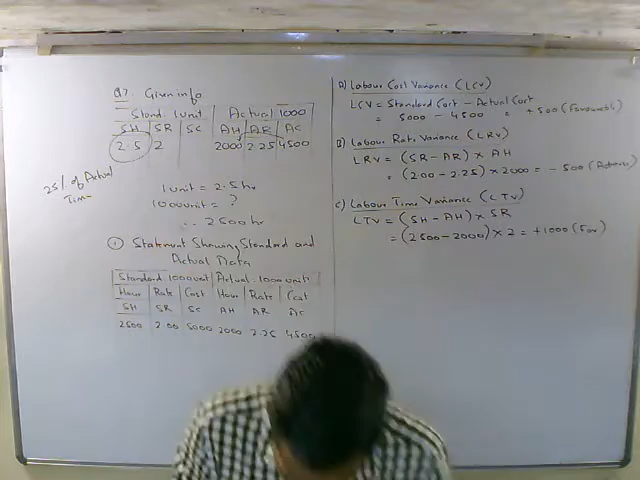 Q7. Given info
Stand. 1 unit | Actual 1000
SH | SR | SC | AH | AR | AC
2.5 | 2 | 2000 | 2.25 | 4500
25% of Actual
Time
1 unit = 2.5 hr
1000 unit = ?
∴ 2500 hr
① Statement Showing Standard and
Actual Data
Standard 1000 unit | Actual - 1000 unit
Hour | Rate | Cost | Hour | Rate | Cost
SH | SR | SC | AH | AR | AC
2500 | 2.00 | 5000 | 2000 | 2.25 | 4500
A) Labour Cost Variance (LCV)
LCV = Standard Cost - Actual Cost
= 5000 - 4500 = +500 (Favourable)
B) Labour Rate Variance (LRV)
LRV = (SR - AR) × AH
= (2.00 - 2.25) × 2000 = - 500 (Adverse)
C) Labour Time Variance (LTV)
LTV = (SH - AH) × SR
= (2500 - 2000) × 2 = +1000 (Fav)